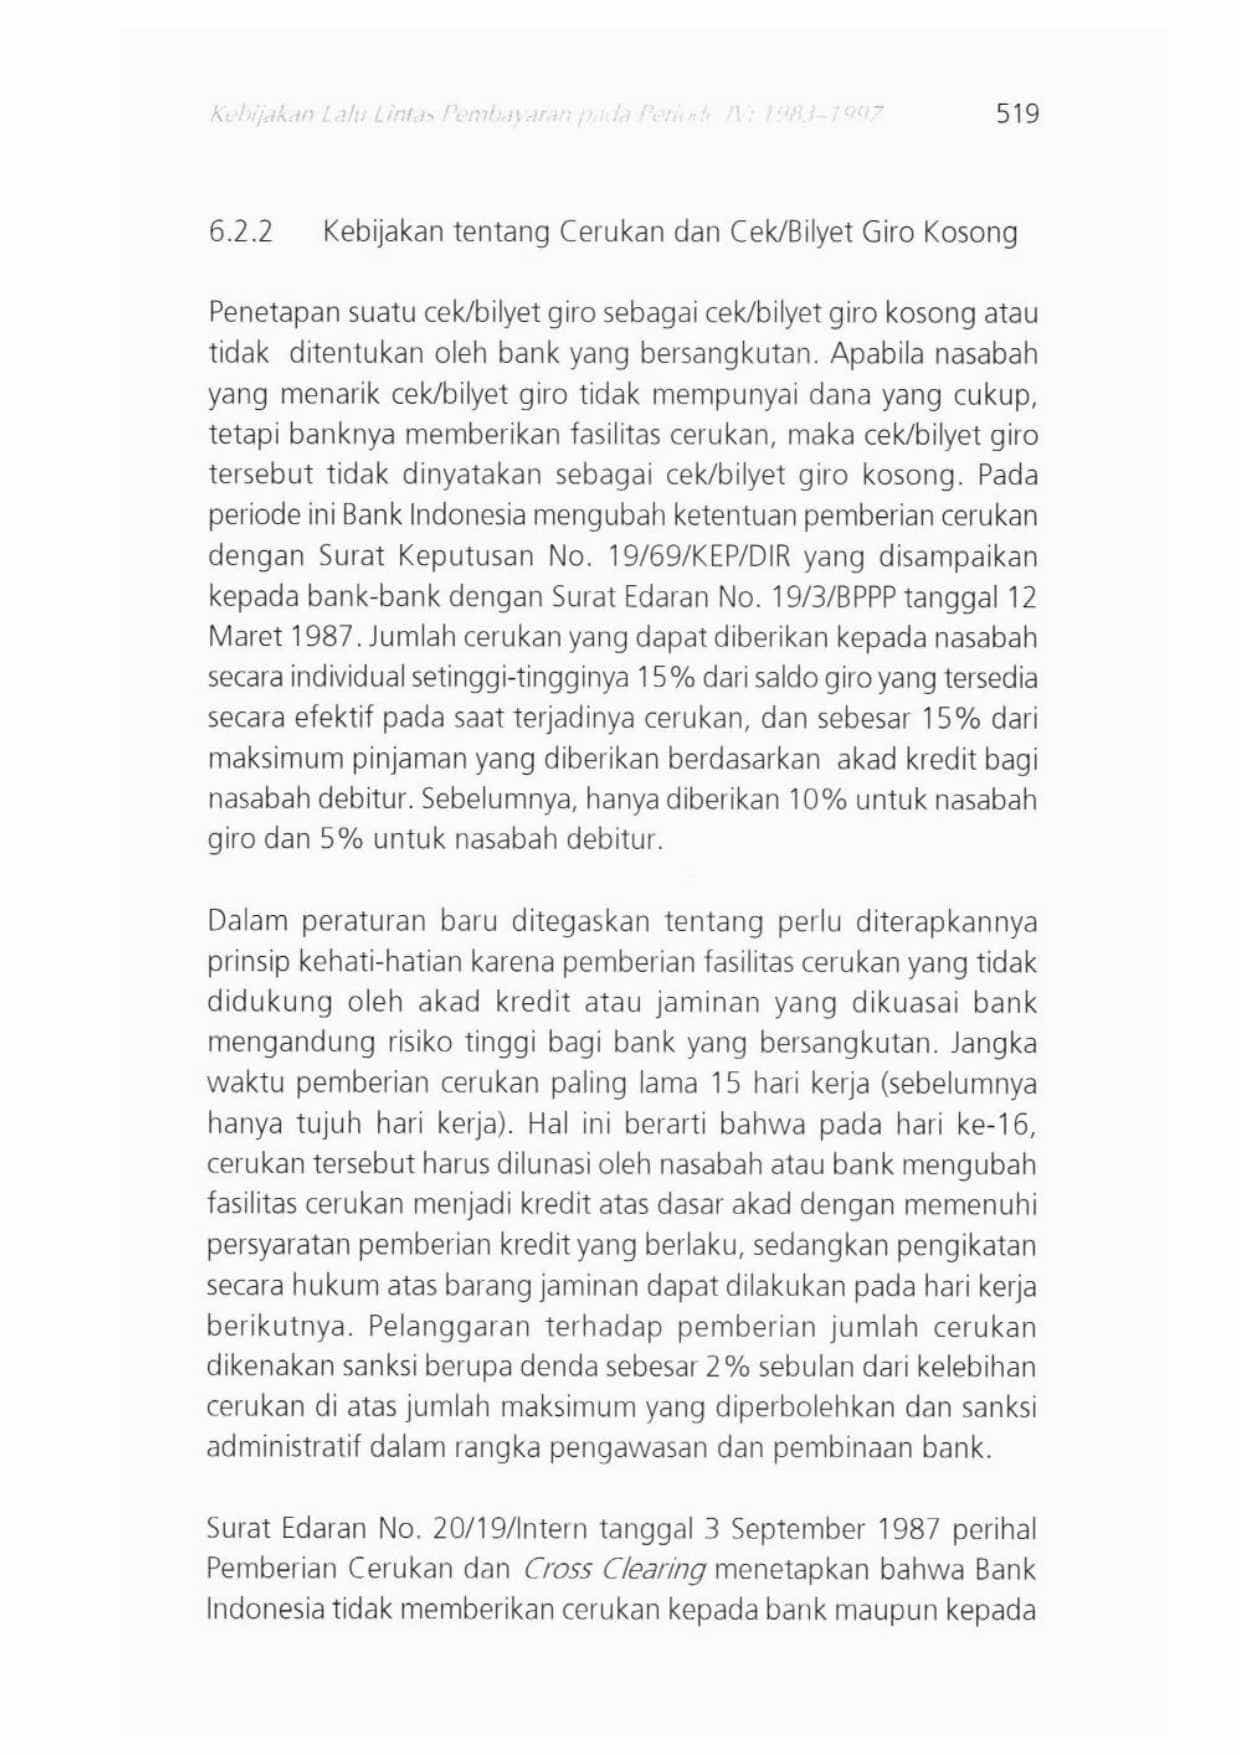 Kebijakan Lalu Lintas Pembayaran pada Periode IV: 1983–1997 519
6.2.2 Kebijakan tentang Cerukan dan Cek/Bilyet Giro Kosong
Penetapan suatu cek/bilyet giro sebagai cek/bilyet giro kosong atau
tidak ditentukan oleh bank yang bersangkutan. Apabila nasabah
yang menarik cek/bilyet giro tidak mempunyai dana yang cukup,
tetapi banknya memberikan fasilitas cerukan, maka cek/bilyet giro
tersebut tidak dinyatakan sebagai cek/bilyet giro kosong. Pada
periode ini Bank Indonesia mengubah ketentuan pemberian cerukan
dengan Surat Keputusan No. 19/69/KEP/DIR yang disampaikan
kepada bank-bank dengan Surat Edaran No. 19/3/BPPP tanggal 12
Maret 1987. Jumlah cerukan yang dapat diberikan kepada nasabah
secara individual setinggi-tingginya 15% dari saldo giro yang tersedia
secara efektif pada saat terjadinya cerukan, dan sebesar 15% dari
maksimum pinjaman yang diberikan berdasarkan akad kredit bagi
nasabah debitur. Sebelumnya, hanya diberikan 10% untuk nasabah
giro dan 5% untuk nasabah debitur.
Dalam peraturan baru ditegaskan tentang perlu diterapkannya
prinsip kehati-hatian karena pemberian fasilitas cerukan yang tidak
didukung oleh akad kredit atau jaminan yang dikuasai bank
mengandung risiko tinggi bagi bank yang bersangkutan. Jangka
waktu pemberian cerukan paling lama 15 hari kerja (sebelumnya
hanya tujuh hari kerja). Hal ini berarti bahwa pada hari ke-16,
cerukan tersebut harus dilunasi oleh nasabah atau bank mengubah
fasilitas cerukan menjadi kredit atas dasar akad dengan memenuhi
persyaratan pemberian kredit yang berlaku, sedangkan pengikatan
secara hukum atas barang jaminan dapat dilakukan pada hari kerja
berikutnya. Pelanggaran terhadap pemberian jumlah cerukan
dikenakan sanksi berupa denda sebesar 2% sebulan dari kelebihan
cerukan di atas jumlah maksimum yang diperbolehkan dan sanksi
administratif dalam rangka pengawasan dan pembinaan bank.
Surat Edaran No. 20/19/Intern tanggal 3 September 1987 perihal
Pemberian Cerukan dan Cross Clearing menetapkan bahwa Bank
Indonesia tidak memberikan cerukan kepada bank maupun kepada